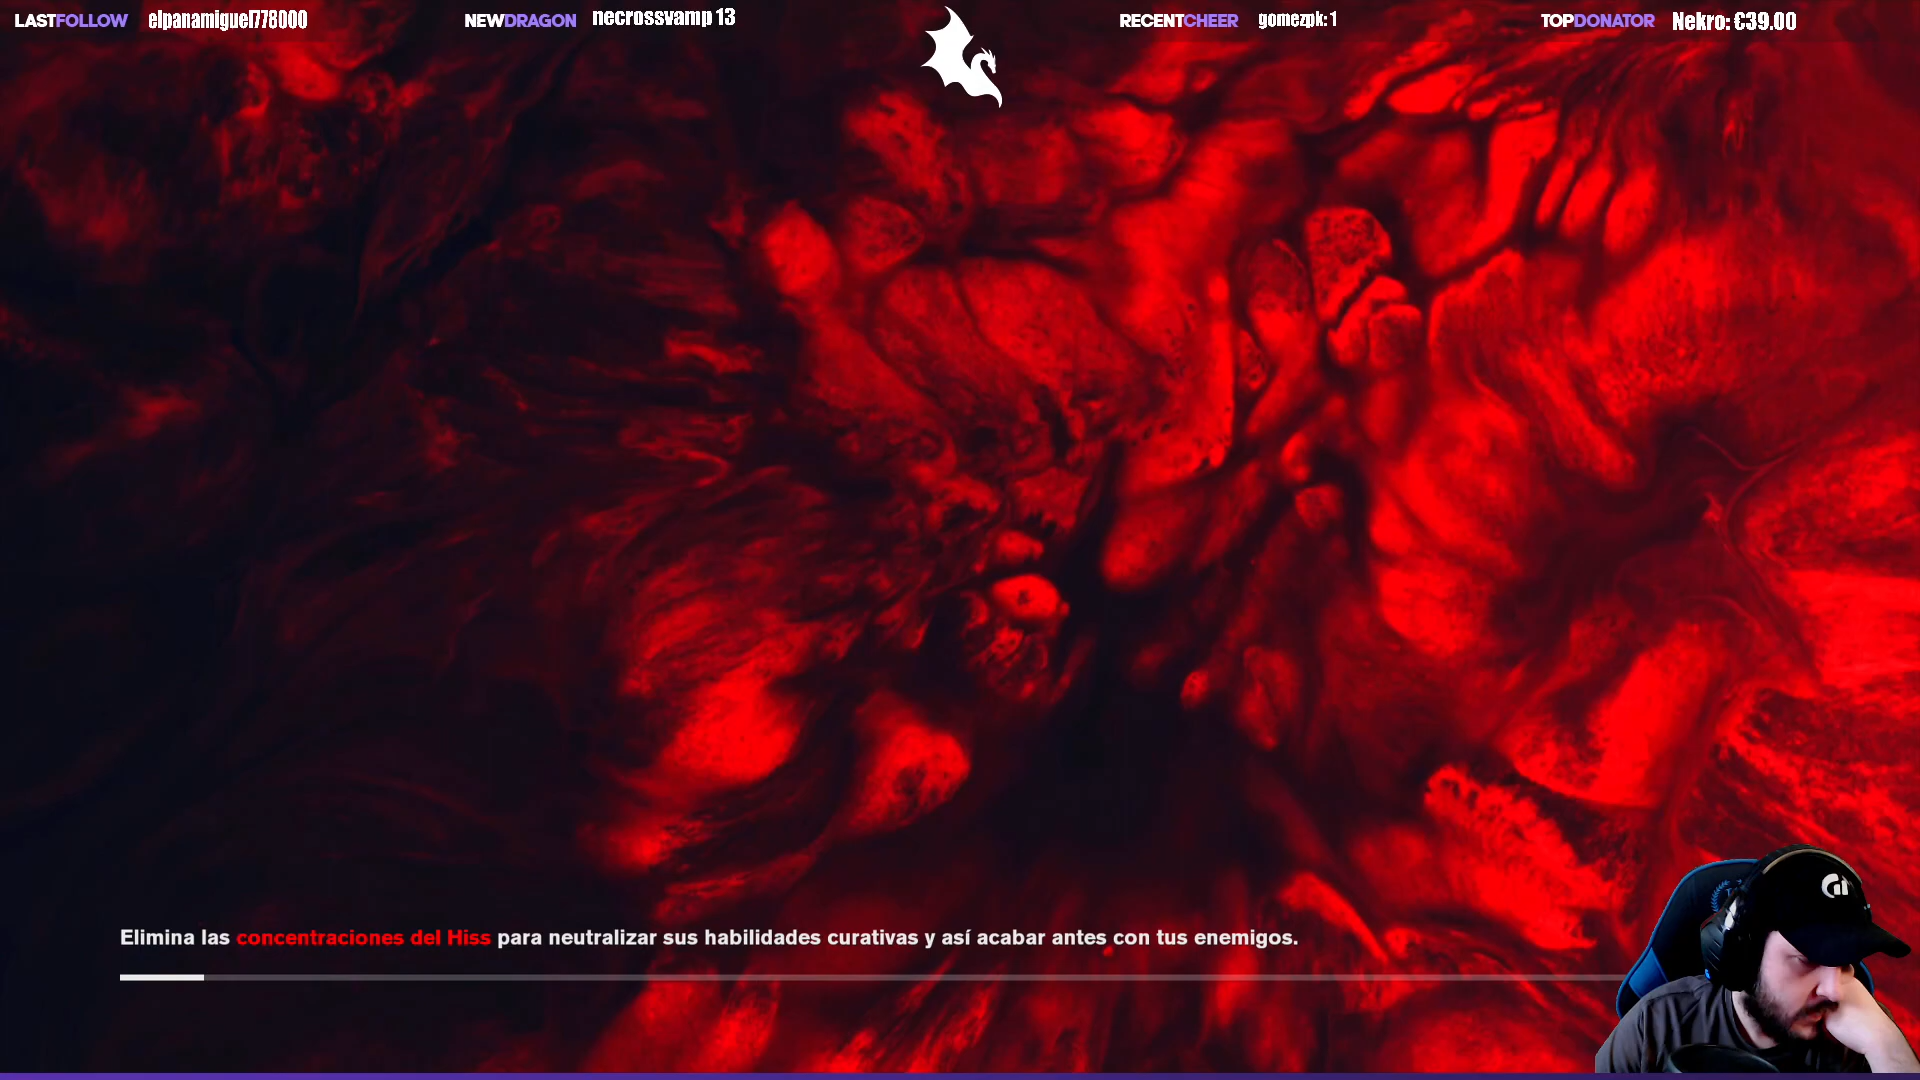 LASTFOLLOW elpanamiguel778000 NEWDRAGON necrossvamp 13 RECENTCHEER gomezpk: 1 TOPDONATOR Nekro: €39.00
Elimina las concentraciones del Hiss para neutralizar sus habilidades curativas y así acabar antes con tus enemigos.